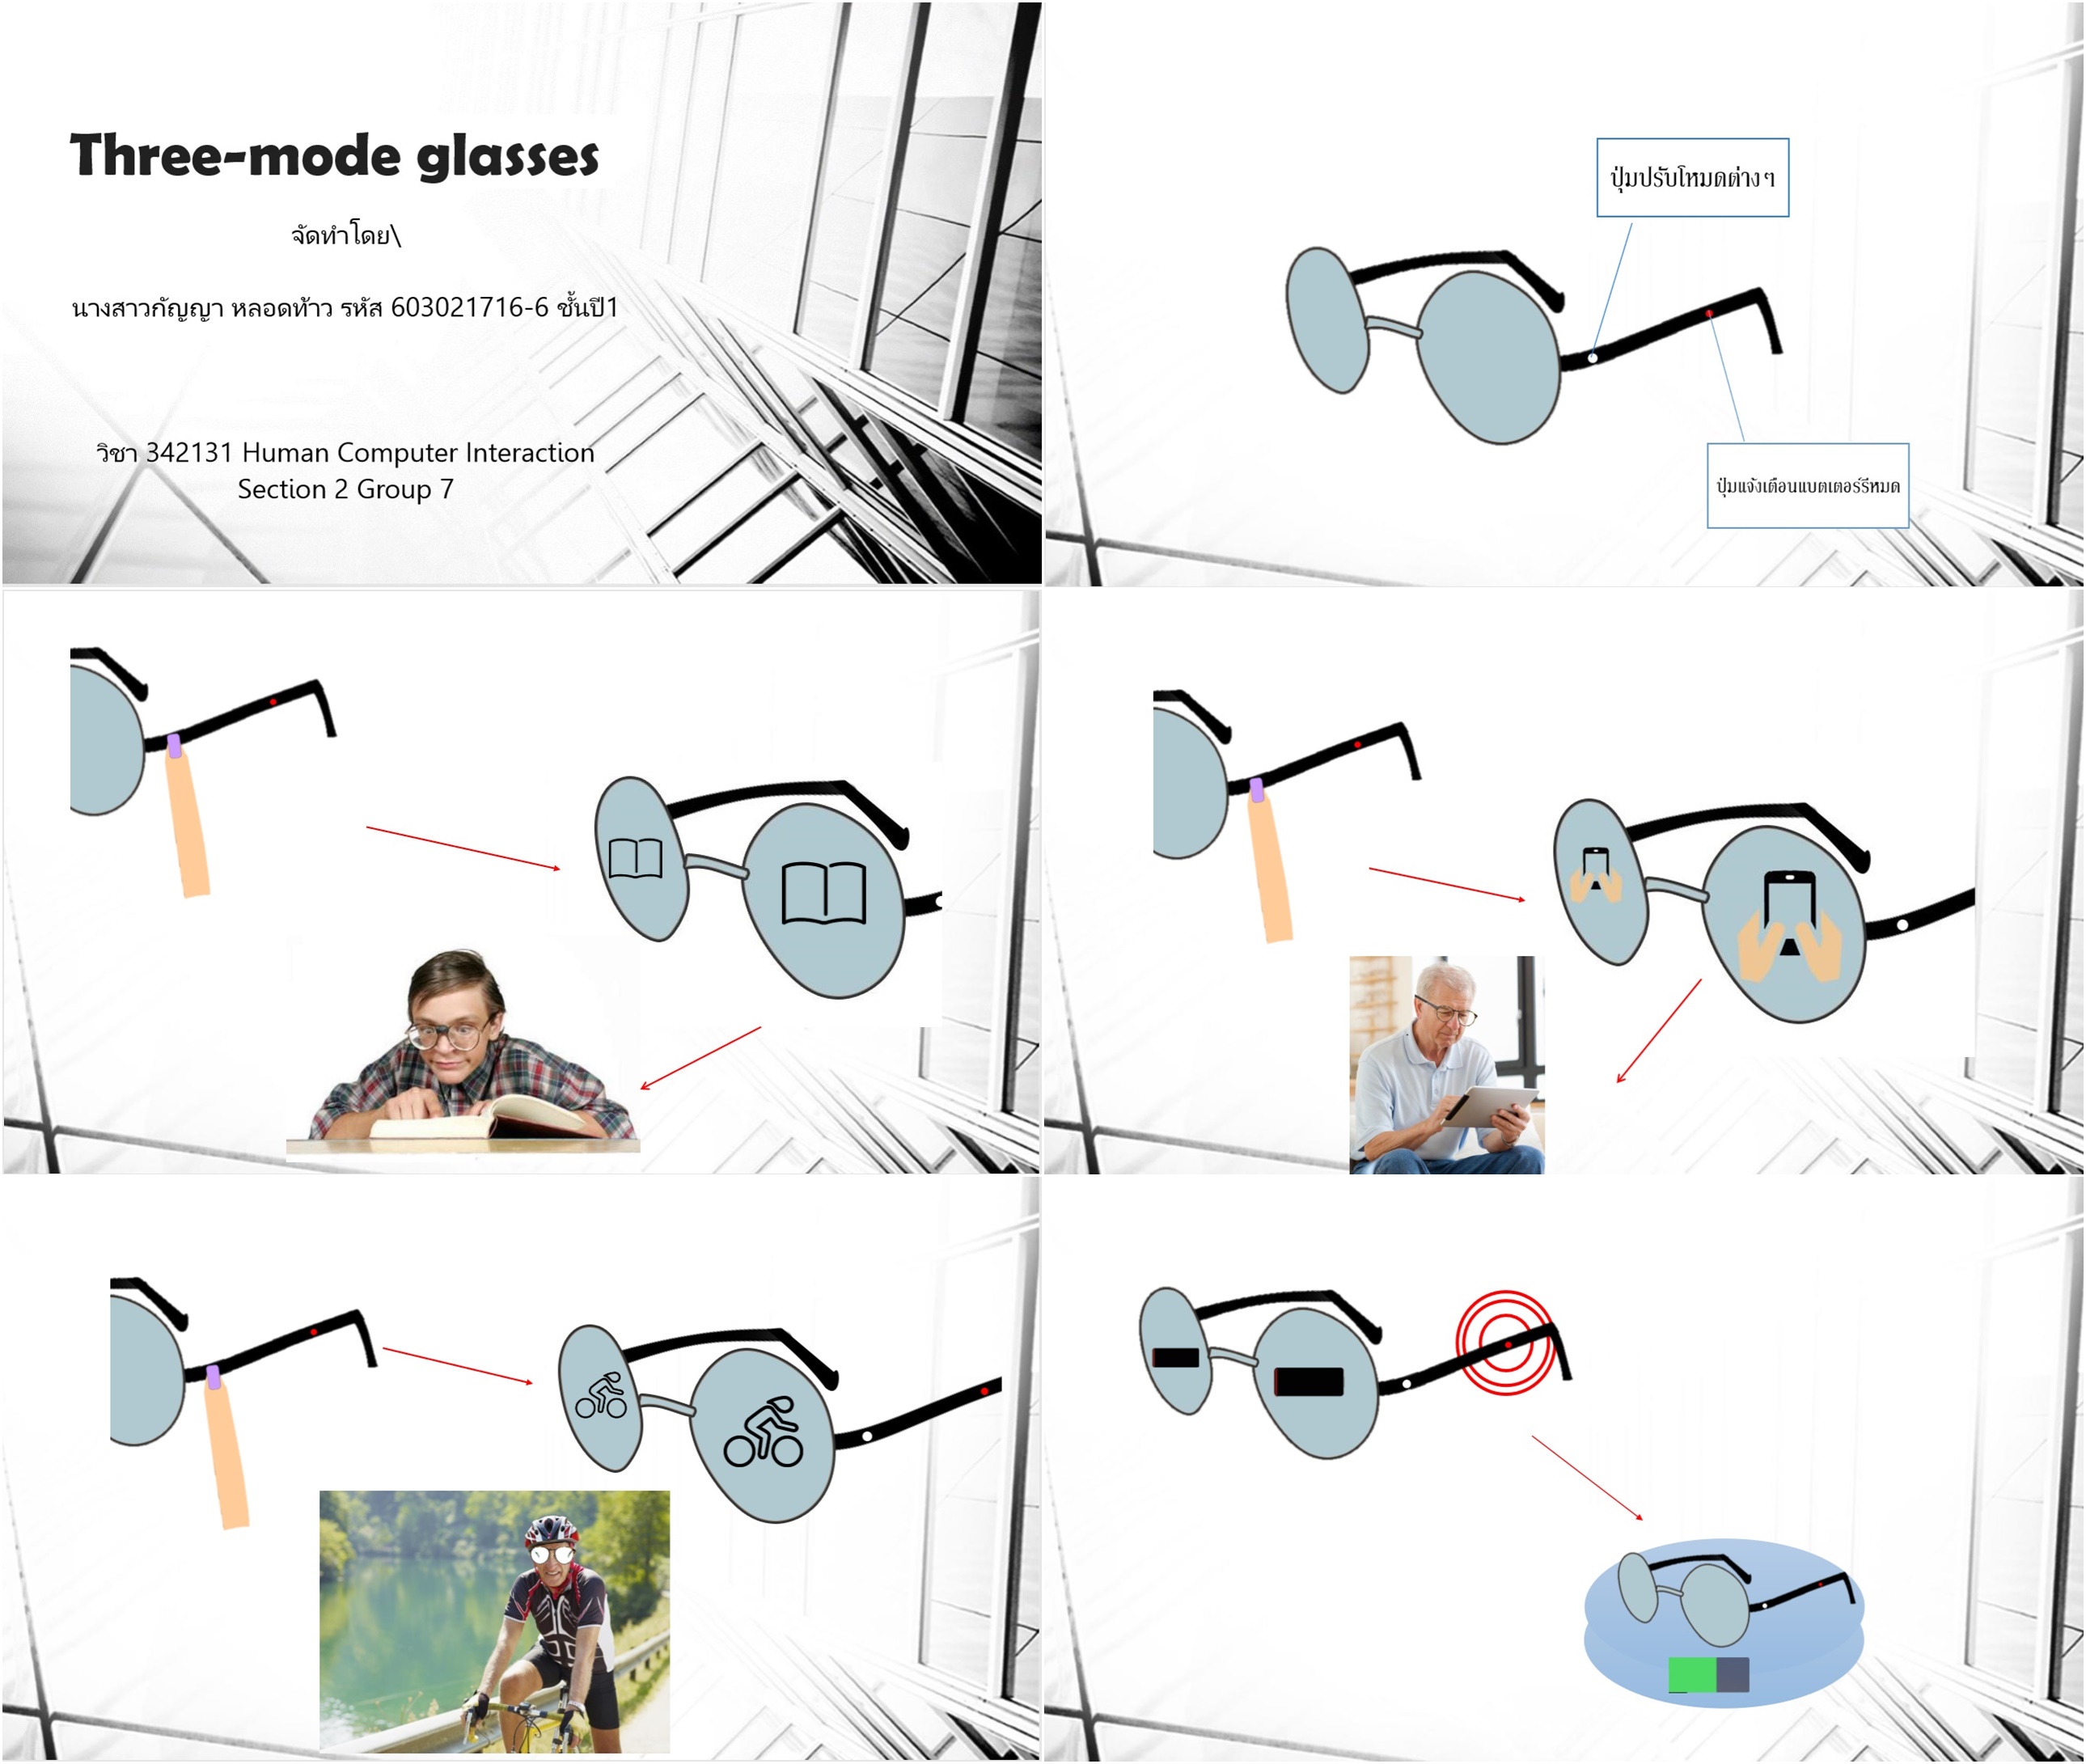 Three-mode glasses
จัดทำโดย\
นางสาวกัญญา หลอดท้าว รหัส 603021716-6 ชั้นปี1
วิชา 342131 Human Computer Interaction
Section 2 Group 7
ปุ่มปรับโหมดต่างๆ
ปุ่มแจ้งเตือนแบตเตอร์รีหมด